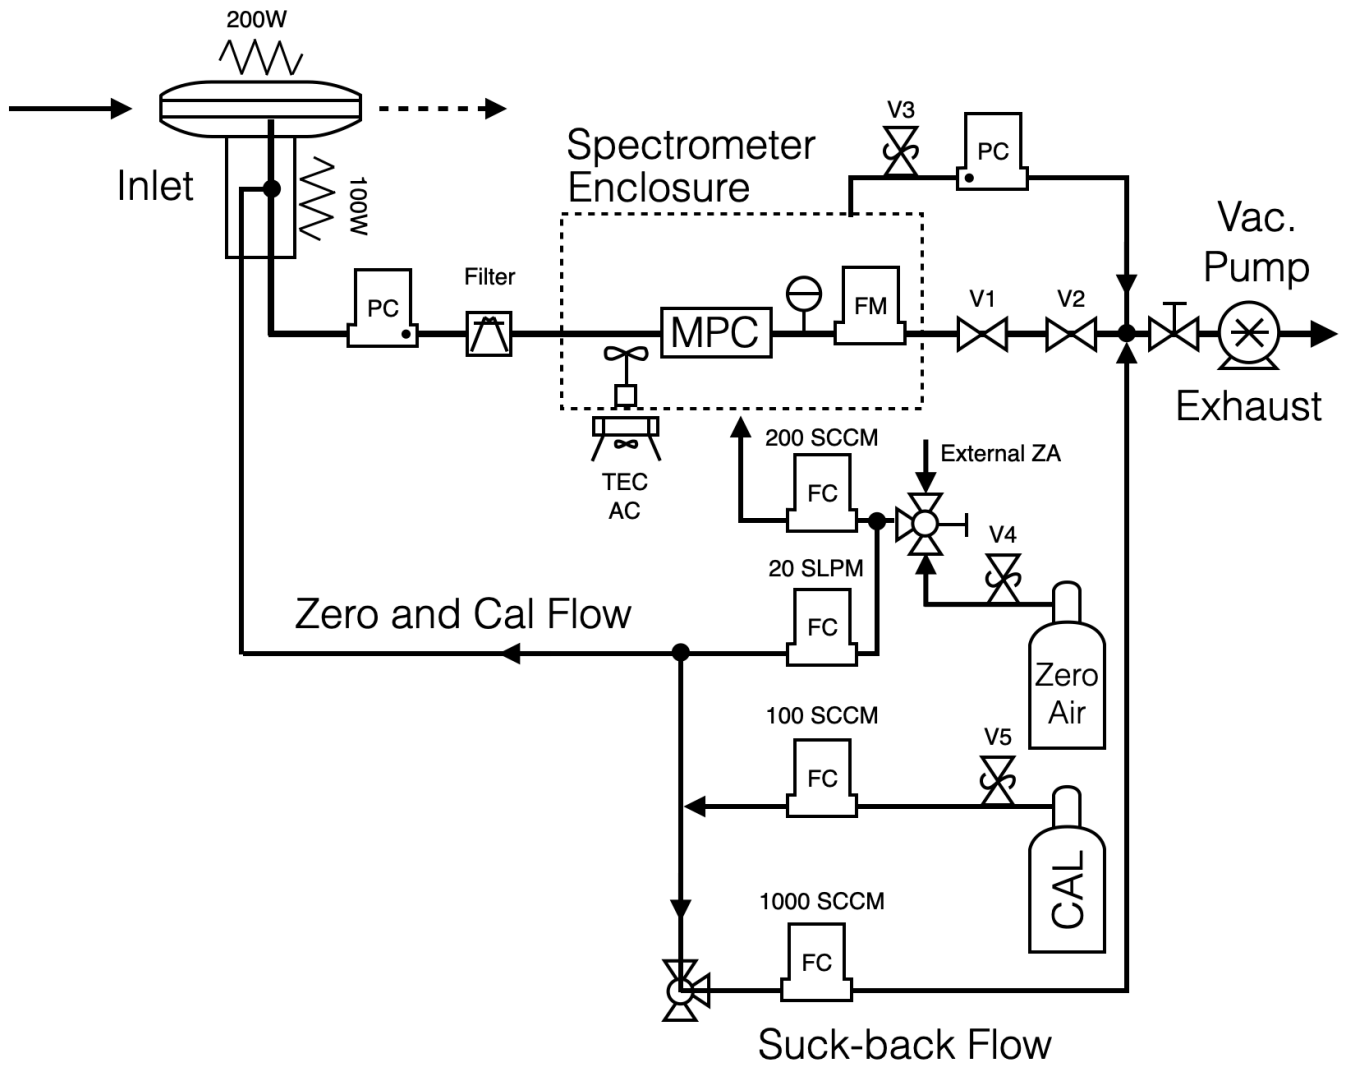 200W
Inlet
100W
PC
Filter
Spectrometer
Enclosure
MPC
FM
TEC
AC
V3
PC
V1
V2
Vac.
Pump
Exhaust
200 SCCM
FC
External ZA
V4
20 SLPM
FC
Zero and Cal Flow
Zero
Air
100 SCCM
FC
V5
CAL
1000 SCCM
FC
Suck-back Flow